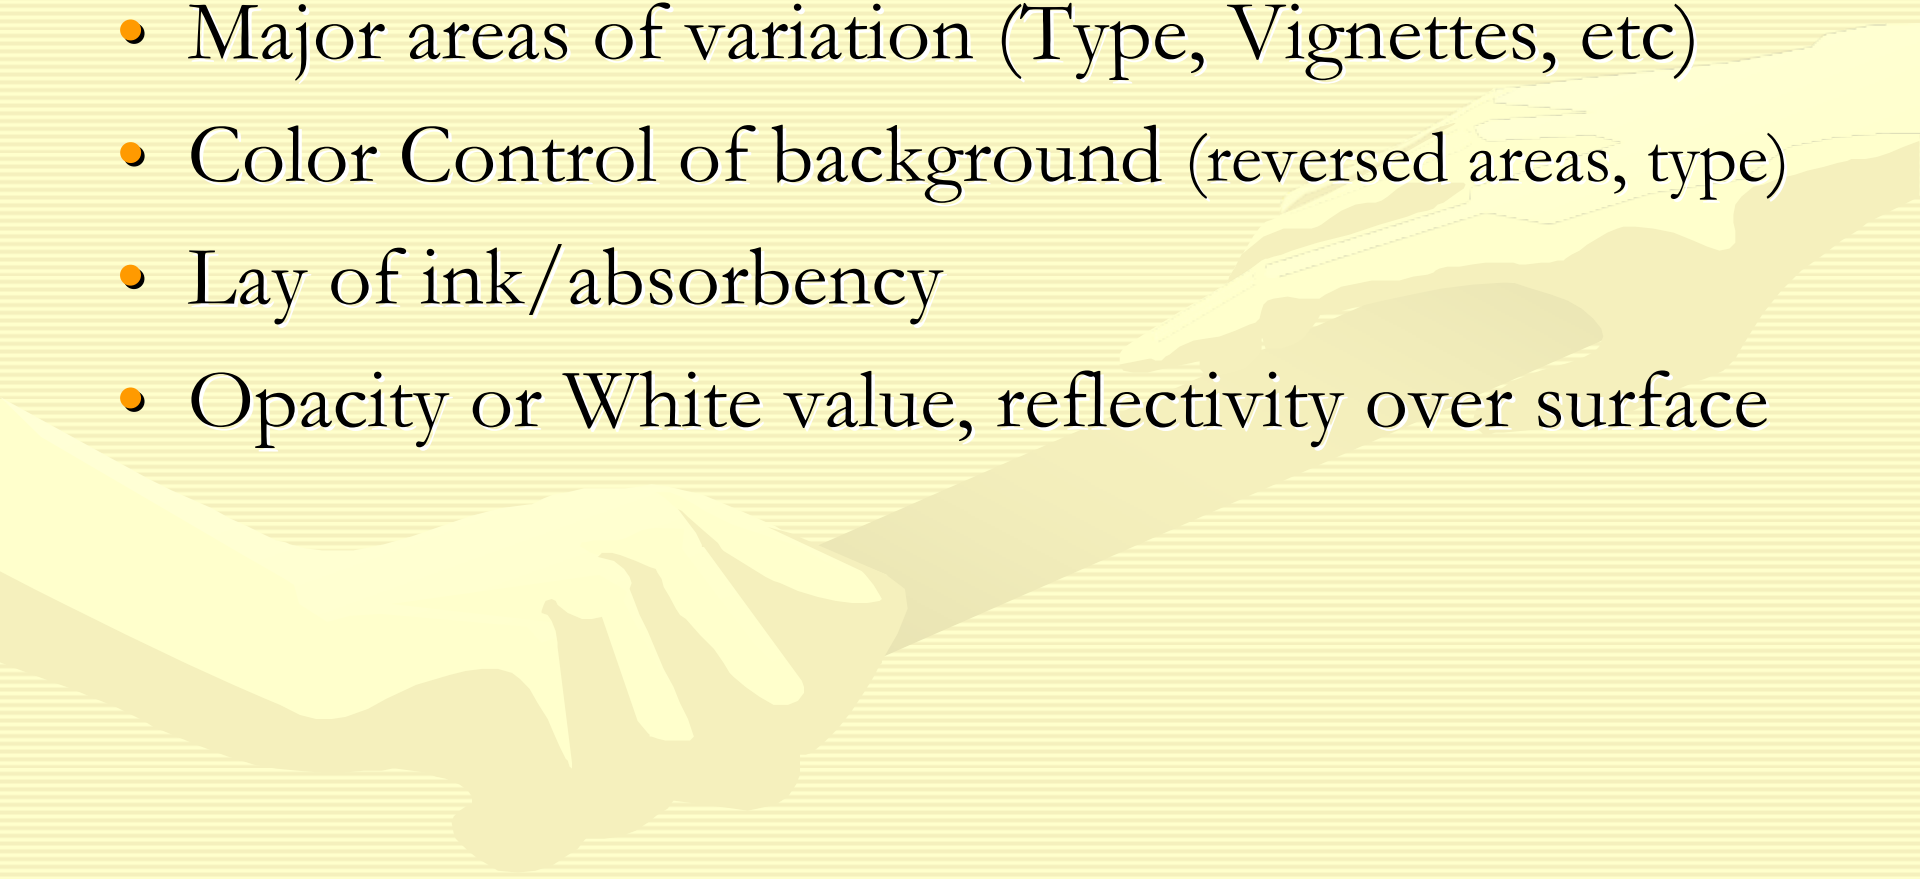 • Major areas of variation (Type, Vignettes, etc)
• Color Control of background (reversed areas, type)
• Lay of ink/absorbency
• Opacity or White value, reflectivity over surface